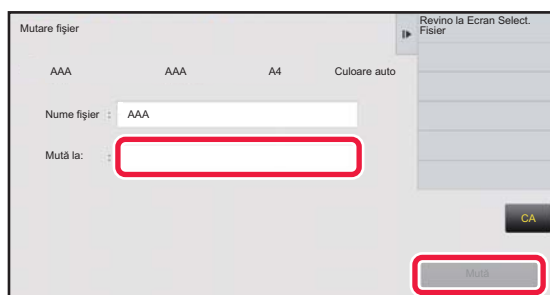 Mutare fişier
Revino la Ecran Select.
Fisier
AAA AAA A4 Culoare auto
Nume fişier : AAA
Mută la: :
CA
Mută